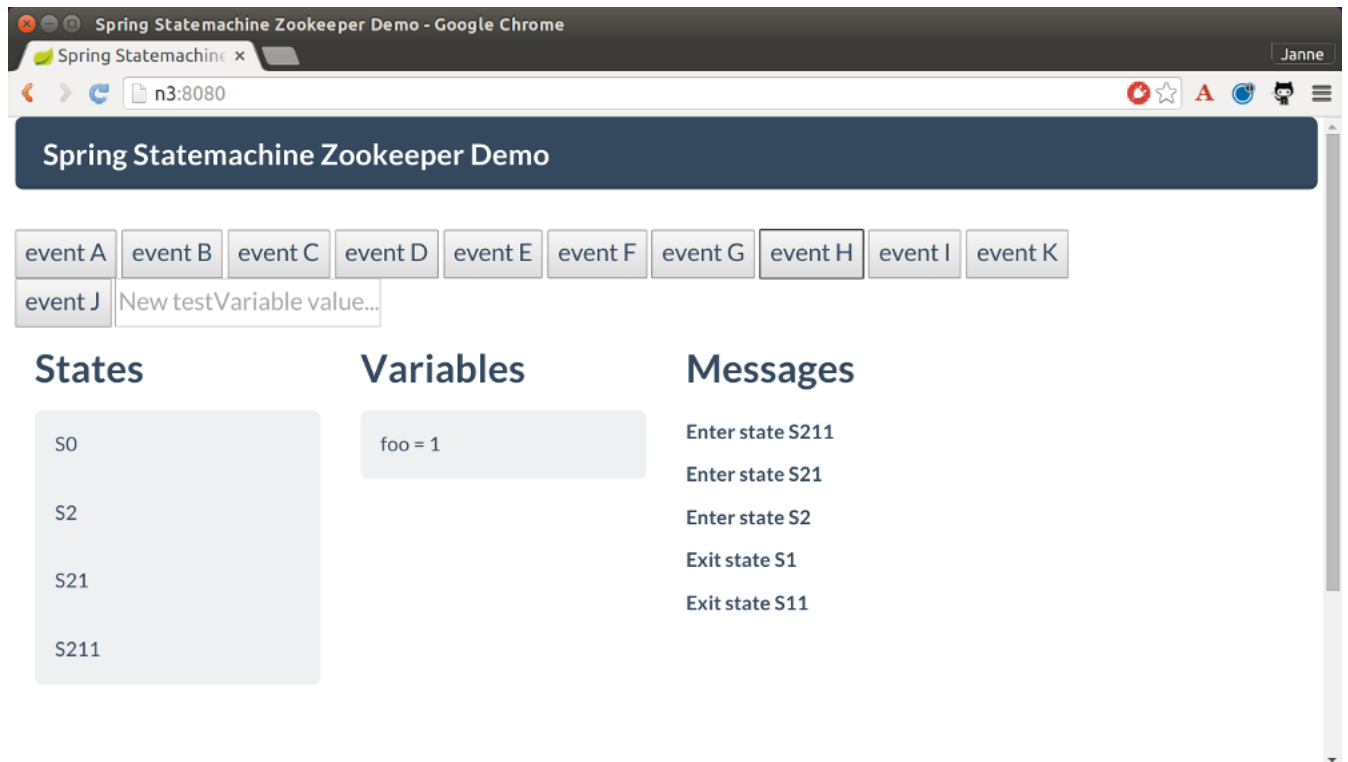 Spring Statemachine Zookeeper Demo - Google Chrome
Spring Statemachine
Janne
n3:8080
A
Spring Statemachine Zookeeper Demo
event A event B event C event D event E event F event G event H event I event K
event J New testVariable value...
States Variables Messages
S0 foo = 1 Enter state S211
Enter state S21
S2 Enter state S2
Exit state S1
S21 Exit state S11
S211